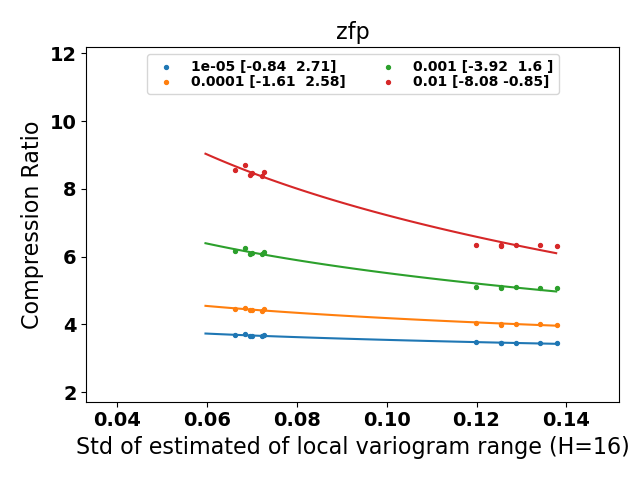 zfp
1e-05 [-0.84  2.71]
0.0001 [-1.61  2.58]
0.001 [-3.92  1.6 ]
0.01 [-8.08 -0.85]
Compression Ratio
12
10
8
6
4
2
0.04 0.06 0.08 0.10 0.12 0.14
Std of estimated of local variogram range (H=16)